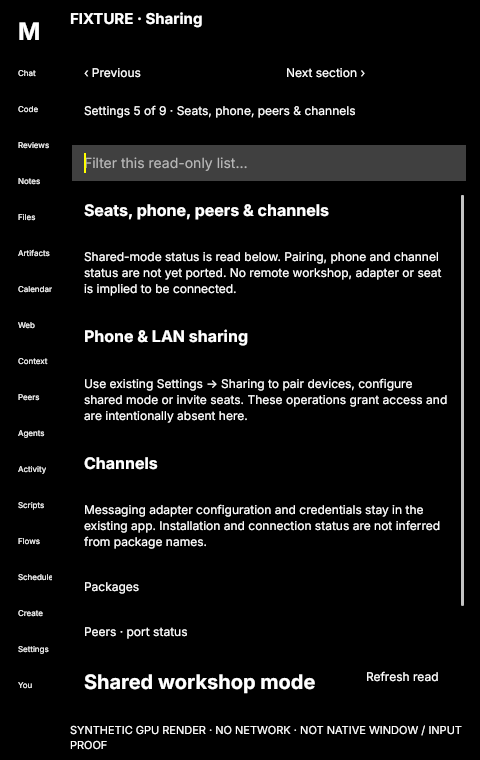 M
FIXTURE · Sharing
Chat
Code
Reviews
Notes
Files
Artifacts
Calendar
Web
Context
Peers
Agents
Activity
Scripts
Flows
Schedule
Create
Settings
You
‹ Previous
Next section ›
Settings 5 of 9 · Seats, phone, peers & channels
Filter this read-only list...
Seats, phone, peers & channels
Shared-mode status is read below. Pairing, phone and channel
status are not yet ported. No remote workshop, adapter or seat
is implied to be connected.
Phone & LAN sharing
Use existing Settings → Sharing to pair devices, configure
shared mode or invite seats. These operations grant access and
are intentionally absent here.
Channels
Messaging adapter configuration and credentials stay in the
existing app. Installation and connection status are not inferred
from package names.
Packages
Peers · port status
Shared workshop mode
Refresh read
SYNTHETIC GPU RENDER · NO NETWORK · NOT NATIVE WINDOW / INPUT
PROOF